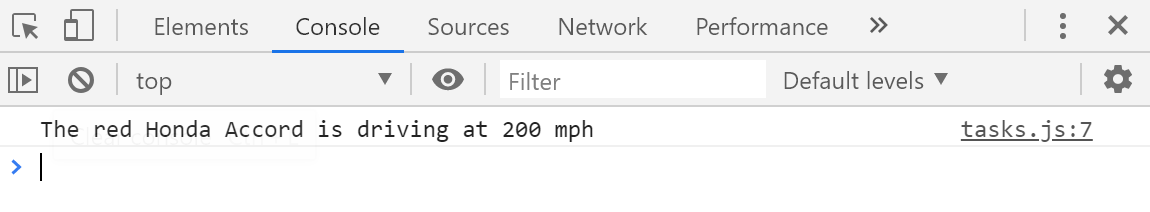 Elements Console Sources Network Performance »
top Filter Default levels
The red Honda Accord is driving at 200 mph tasks.js:7
>